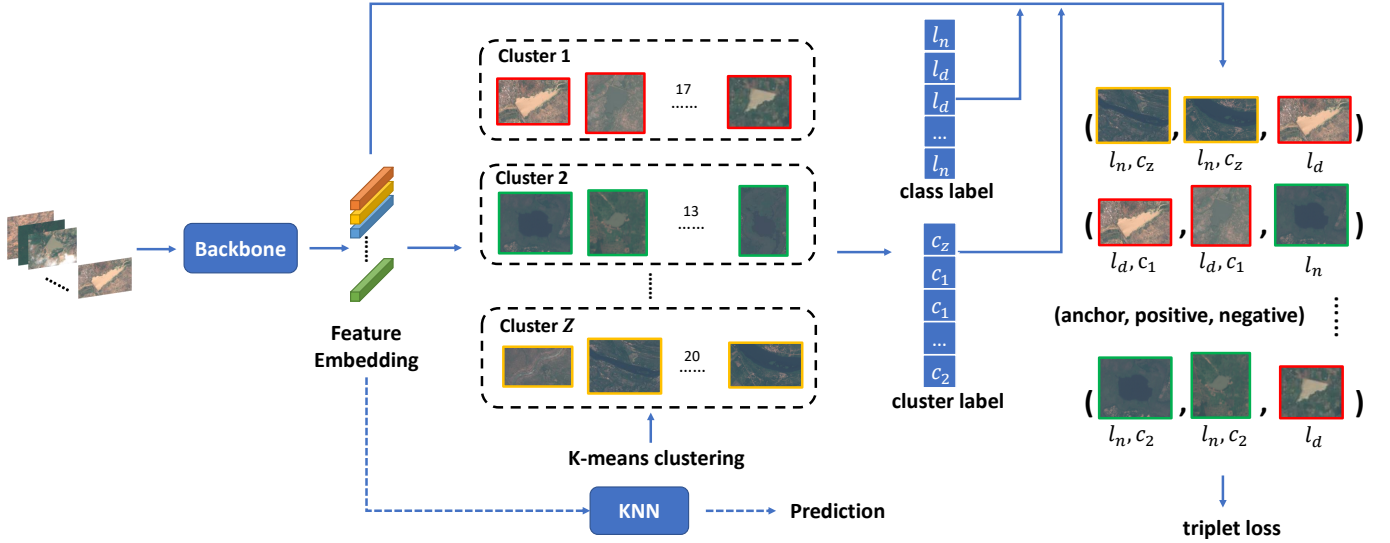 Backbone
Feature
Embedding
Cluster 1
17
......
Cluster 2
13
......
Cluster Z
20
......
K-means clustering
KNN
Prediction
l_n
l_d
l_d
...
l_n
class label
c_Z
c_1
c_1
...
c_2
cluster label
( , , )
l_n, c_z l_n, c_z l_d
( , , )
l_d, c_1 l_d, c_1 l_n
(anchor, positive, negative)
( , , )
l_n, c_2 l_n, c_2 l_d
triplet loss